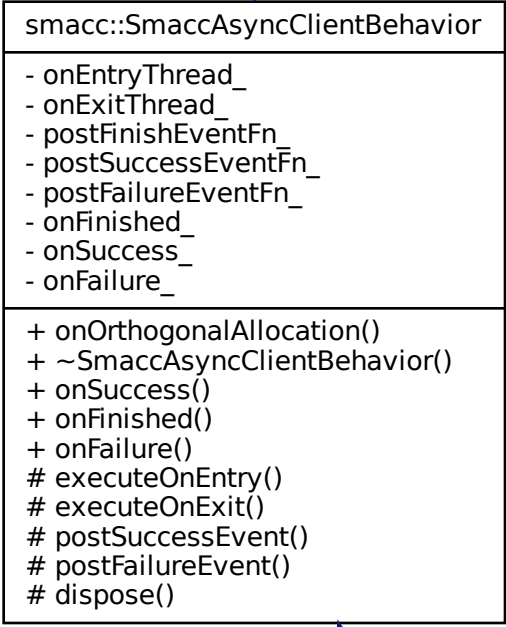 smacc::SmaccAsyncClientBehavior
- onEntryThread_
- onExitThread_
- postFinishEventFn_
- postSuccessEventFn_
- postFailureEventFn_
- onFinished_
- onSuccess_
- onFailure_
+ onOrthogonalAllocation()
+ ~SmaccAsyncClientBehavior()
+ onSuccess()
+ onFinished()
+ onFailure()
# executeOnEntry()
# executeOnExit()
# postSuccessEvent()
# postFailureEvent()
# dispose()